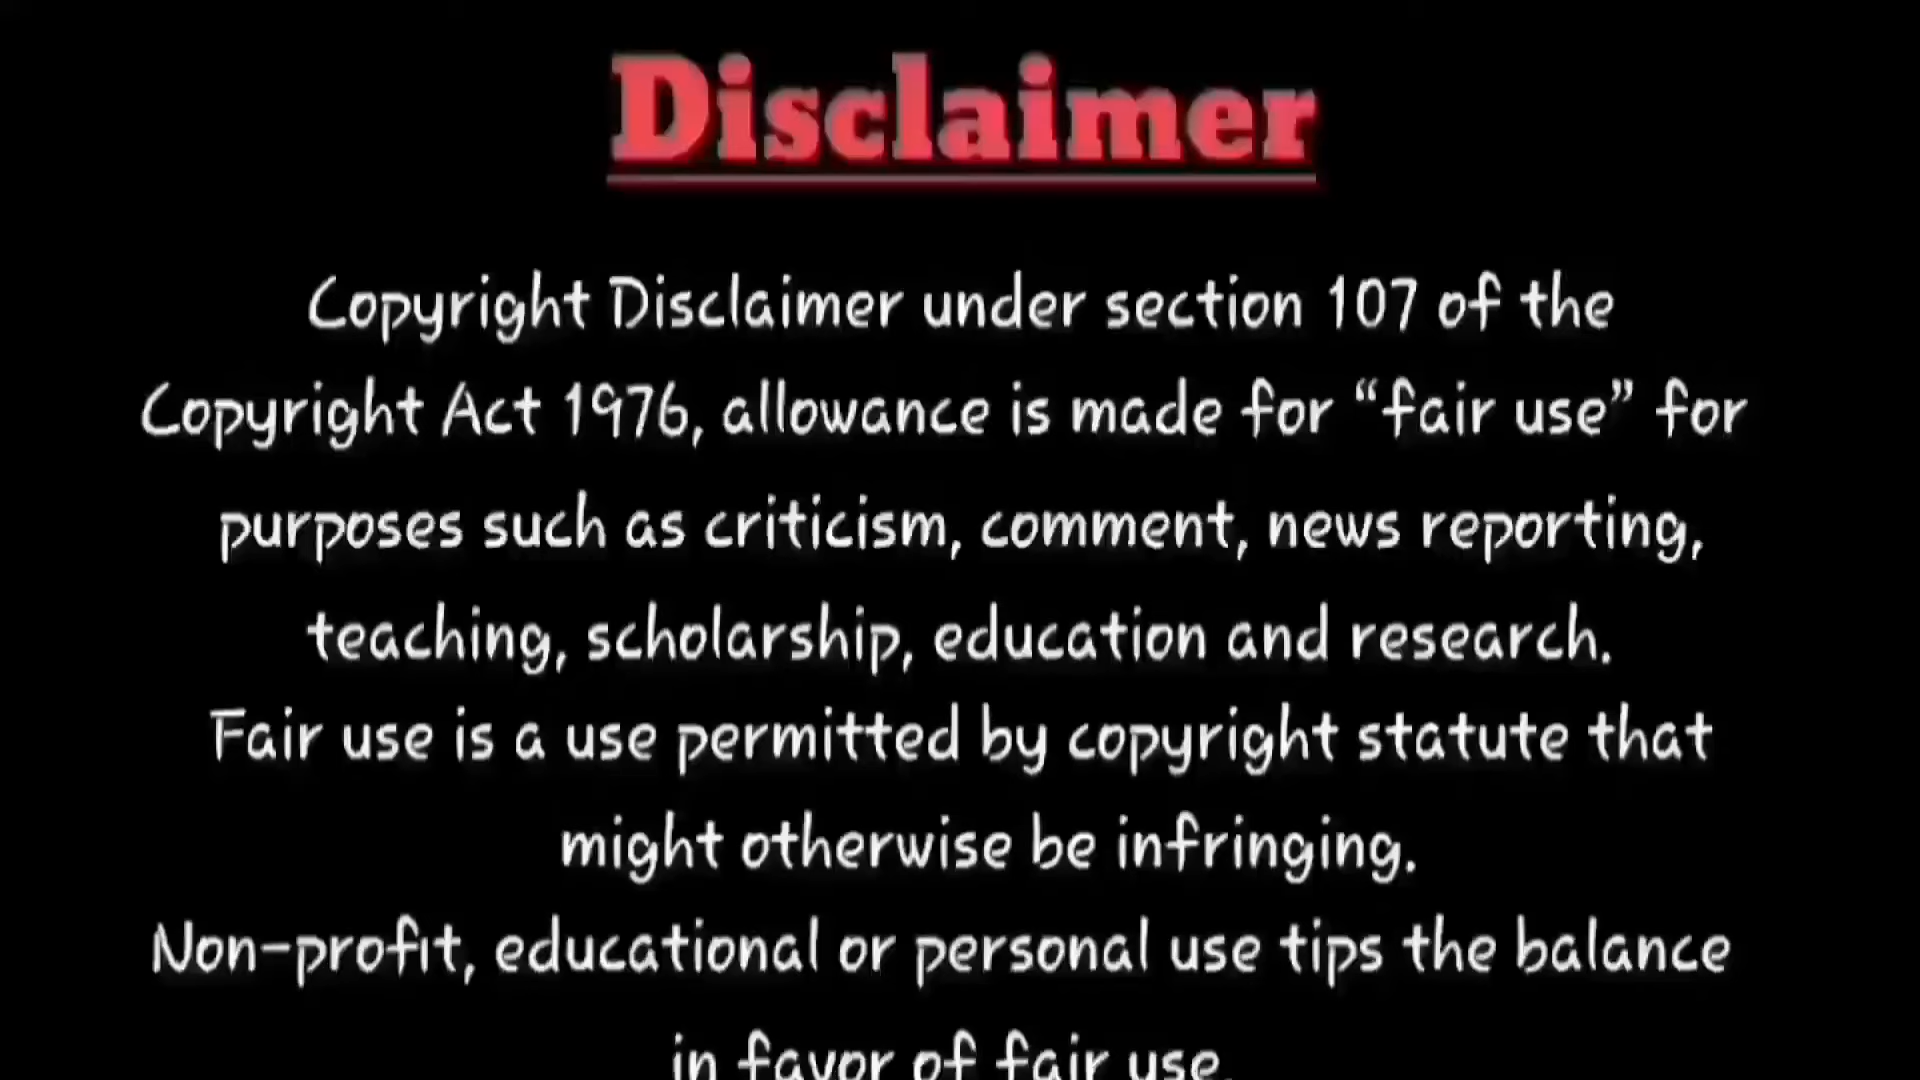 Disclaimer
Copyright Disclaimer under section 107 of the
Copyright Act 1976, allowance is made for “fair use” for
purposes such as criticism, comment, news reporting,
teaching, scholarship, education and research.
Fair use is a use permitted by copyright statute that
might otherwise be infringing.
Non-profit, educational or personal use tips the balance
in favor of fair use.